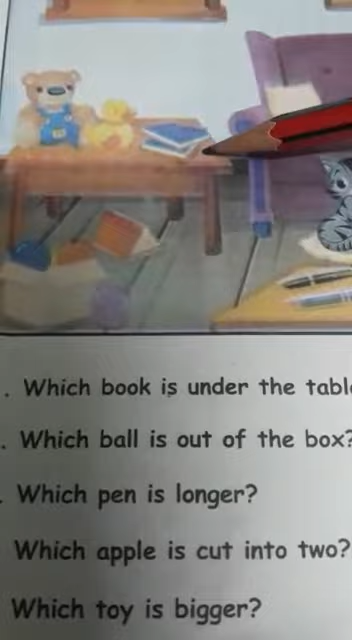 . Which book is under the table
. Which ball is out of the box?
Which pen is longer?
Which apple is cut into two?
Which toy is bigger?